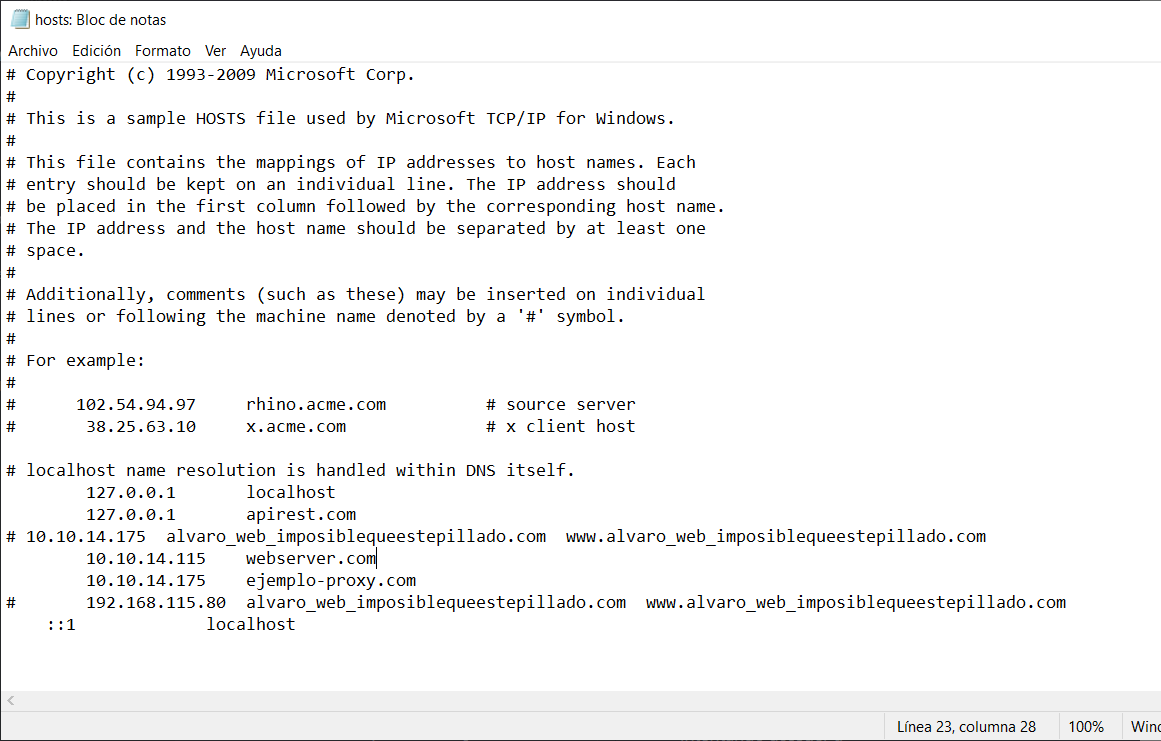 hosts: Bloc de notas
Archivo Edición Formato Ver Ayuda
# Copyright (c) 1993-2009 Microsoft Corp.
#
# This is a sample HOSTS file used by Microsoft TCP/IP for Windows.
#
# This file contains the mappings of IP addresses to host names. Each
# entry should be kept on an individual line. The IP address should
# be placed in the first column followed by the corresponding host name.
# The IP address and the host name should be separated by at least one
# space.
#
# Additionally, comments (such as these) may be inserted on individual
# lines or following the machine name denoted by a '#' symbol.
#
# For example:
#
#      102.54.94.97     rhino.acme.com          # source server
#       38.25.63.10     x.acme.com              # x client host

# localhost name resolution is handled within DNS itself.
        127.0.0.1       localhost
        127.0.0.1       apirest.com
# 10.10.14.175  alvaro_web_imposiblequeestepillado.com  www.alvaro_web_imposiblequeestepillado.com
        10.10.14.115    webserver.com
        10.10.14.175    ejemplo-proxy.com
#       192.168.115.80  alvaro_web_imposiblequeestepillado.com  www.alvaro_web_imposiblequeestepillado.com
    ::1             localhost
Línea 23, columna 28 100% Winc